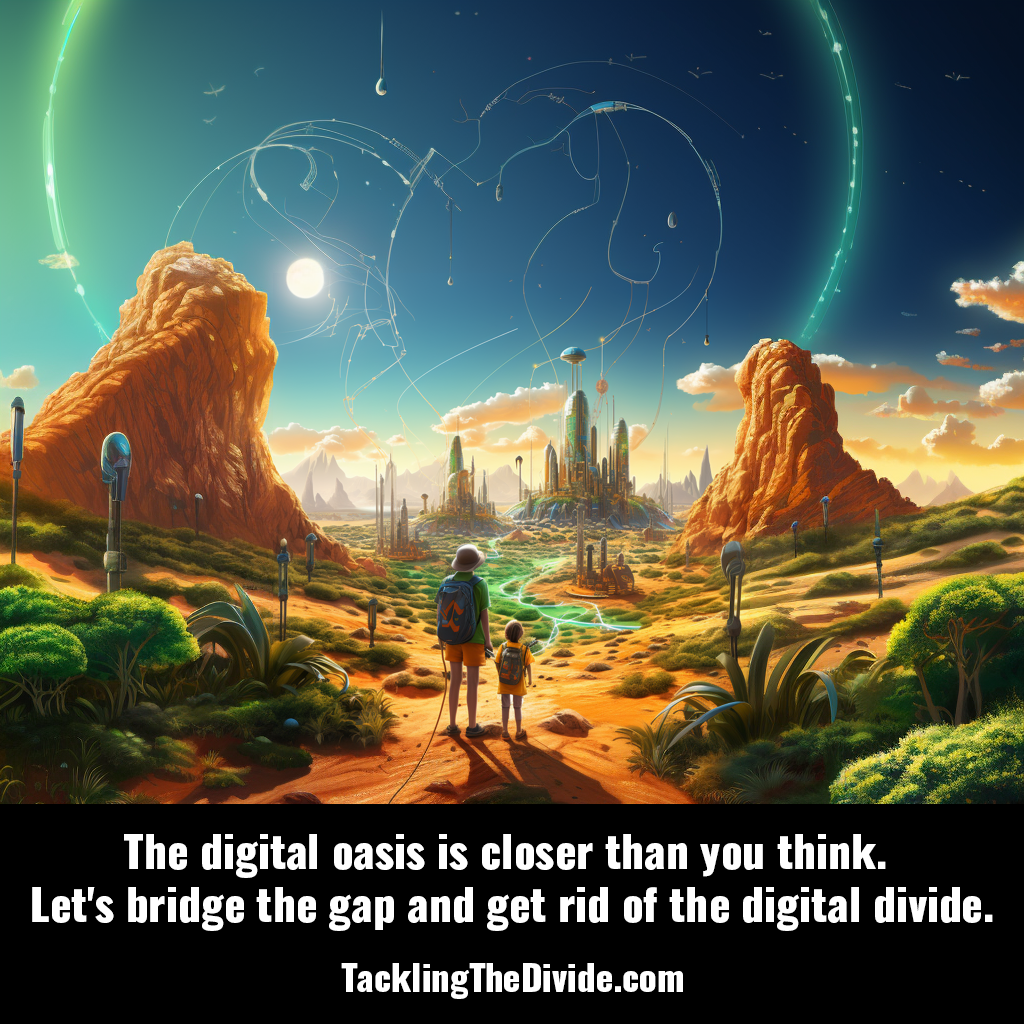 The digital oasis is closer than you think.
Let's bridge the gap and get rid of the digital divide.
TacklingTheDivide.com